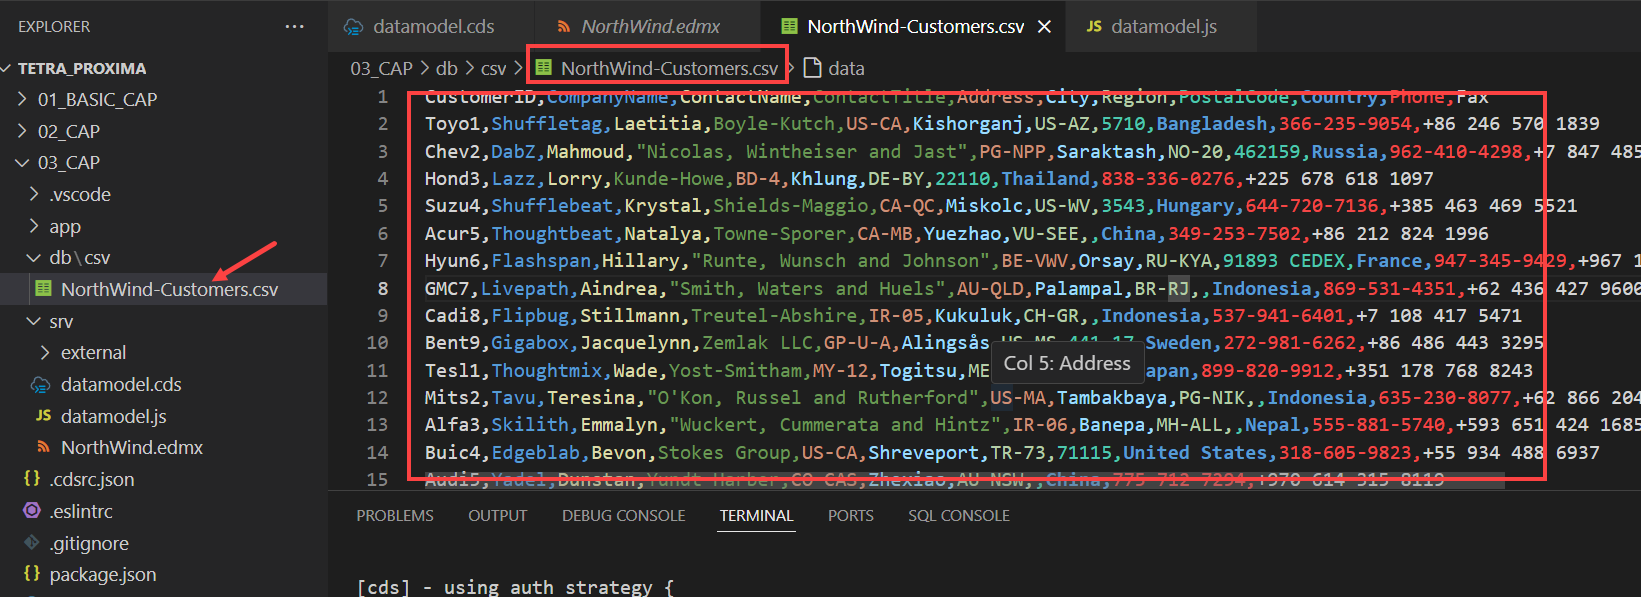 EXPLORER ...
TETRA_PROXIMA
01_BASIC_CAP
02_CAP
03_CAP
.vscode
app
db\csv
NorthWind-Customers.csv
srv
external
datamodel.cds
JS datamodel.js
NorthWind.edmx
{} .cdsrc.json
.eslintrc
.gitignore
{} package.json
datamodel.cds NorthWind.edmx NorthWind-Customers.csv × JS datamodel.js
03_CAP > db > csv > NorthWind-Customers.csv > data
1 CustomerID,CompanyName,ContactName,ContactTitle,Address,City,Region,PostalCode,Country,Phone,Fax
2 Toyo1,Shuffletag,Laetitia,Boyle-Kutch,US-CA,Kishorganj,US-AZ,5710,Bangladesh,366-235-9054,+86 246 570 1839
3 Chev2,DabZ,Mahmoud,"Nicolas, Wintheiser and Jast",PG-NPP,Saraktash,NO-20,462159,Russia,962-410-4298,+7 847 485
4 Hond3,Lazz,Lorry,Kunde-Howe,BD-4,Khlung,DE-BY,22110,Thailand,838-336-0276,+225 678 618 1097
5 Suzu4,Shufflebeat,Krystal,Shields-Maggio,CA-QC,Miskolc,US-WV,3543,Hungary,644-720-7136,+385 463 469 5521
6 Acur5,Thoughtbeat,Natalya,Towne-Sporer,CA-MB,Yuezhao,VU-SEE,,China,349-253-7502,+86 212 824 1996
7 Hyun6,Flashspan,Hillary,"Runte, Wunsch and Johnson",BE-VWV,Orsay,RU-KYA,91893 CEDEX,France,947-345-9429,+967 1
8 GMC7,Livepath,Aindrea,"Smith, Waters and Huels",AU-QLD,Palampal,BR-RJ,,Indonesia,869-531-4351,+62 436 427 9600
9 Cadi8,Flipbug,Stillmann,Treutel-Abshire,IR-05,Kukuluk,CH-GR,,Indonesia,537-941-6401,+7 108 417 5471
10 Bent9,Gigabox,Jacquelynn,Zemlak LLC,GP-U-A,Alingsås,US-MS,441 17,Sweden,272-981-6262,+86 486 443 3295
Col 5: Address
11 Tesl1,Thoughtmix,Wade,Yost-Smitham,MY-12,Togitsu,ME apan,899-820-9912,+351 178 768 8243
12 Mits2,Tavu,Teresina,"O'Kon, Russel and Rutherford",US-MA,Tambakbaya,PG-NIK,,Indonesia,635-230-8077,+62 866 204
13 Alfa3,Skilith,Emmalyn,"Wuckert, Cummerata and Hintz",IR-06,Banepa,MH-ALL,,Nepal,555-881-5740,+593 651 424 1685
14 Buic4,Edgeblab,Bevon,Stokes Group,US-CA,Shreveport,TR-73,71115,United States,318-605-9823,+55 934 488 6937
15 Audi5,Yadel,Dunstan,Yundt-Harber,CO-CAS,Zhexiao,AU-NSW,,China,775-712-7294,+970 614 315 8119
PROBLEMS OUTPUT DEBUG CONSOLE TERMINAL PORTS SQL CONSOLE
[cds] - using auth strategy {